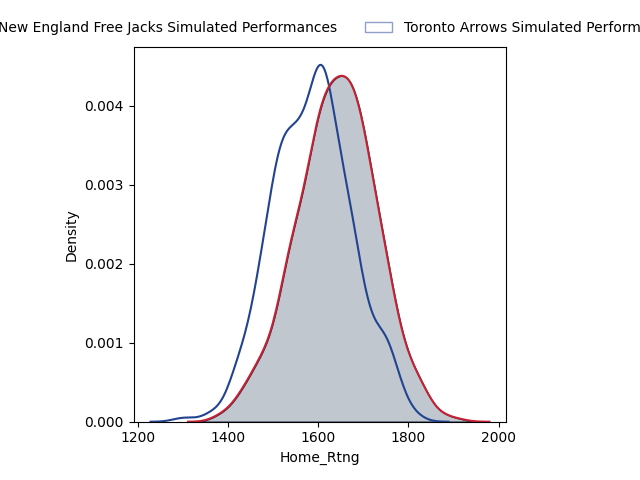 New England Free Jacks Simulated Performances Toronto Arrows Simulated Perform
0.004
0.003
0.002
0.001
0.000
Density
1200 1400 1600 1800 2000
Home_Rtng